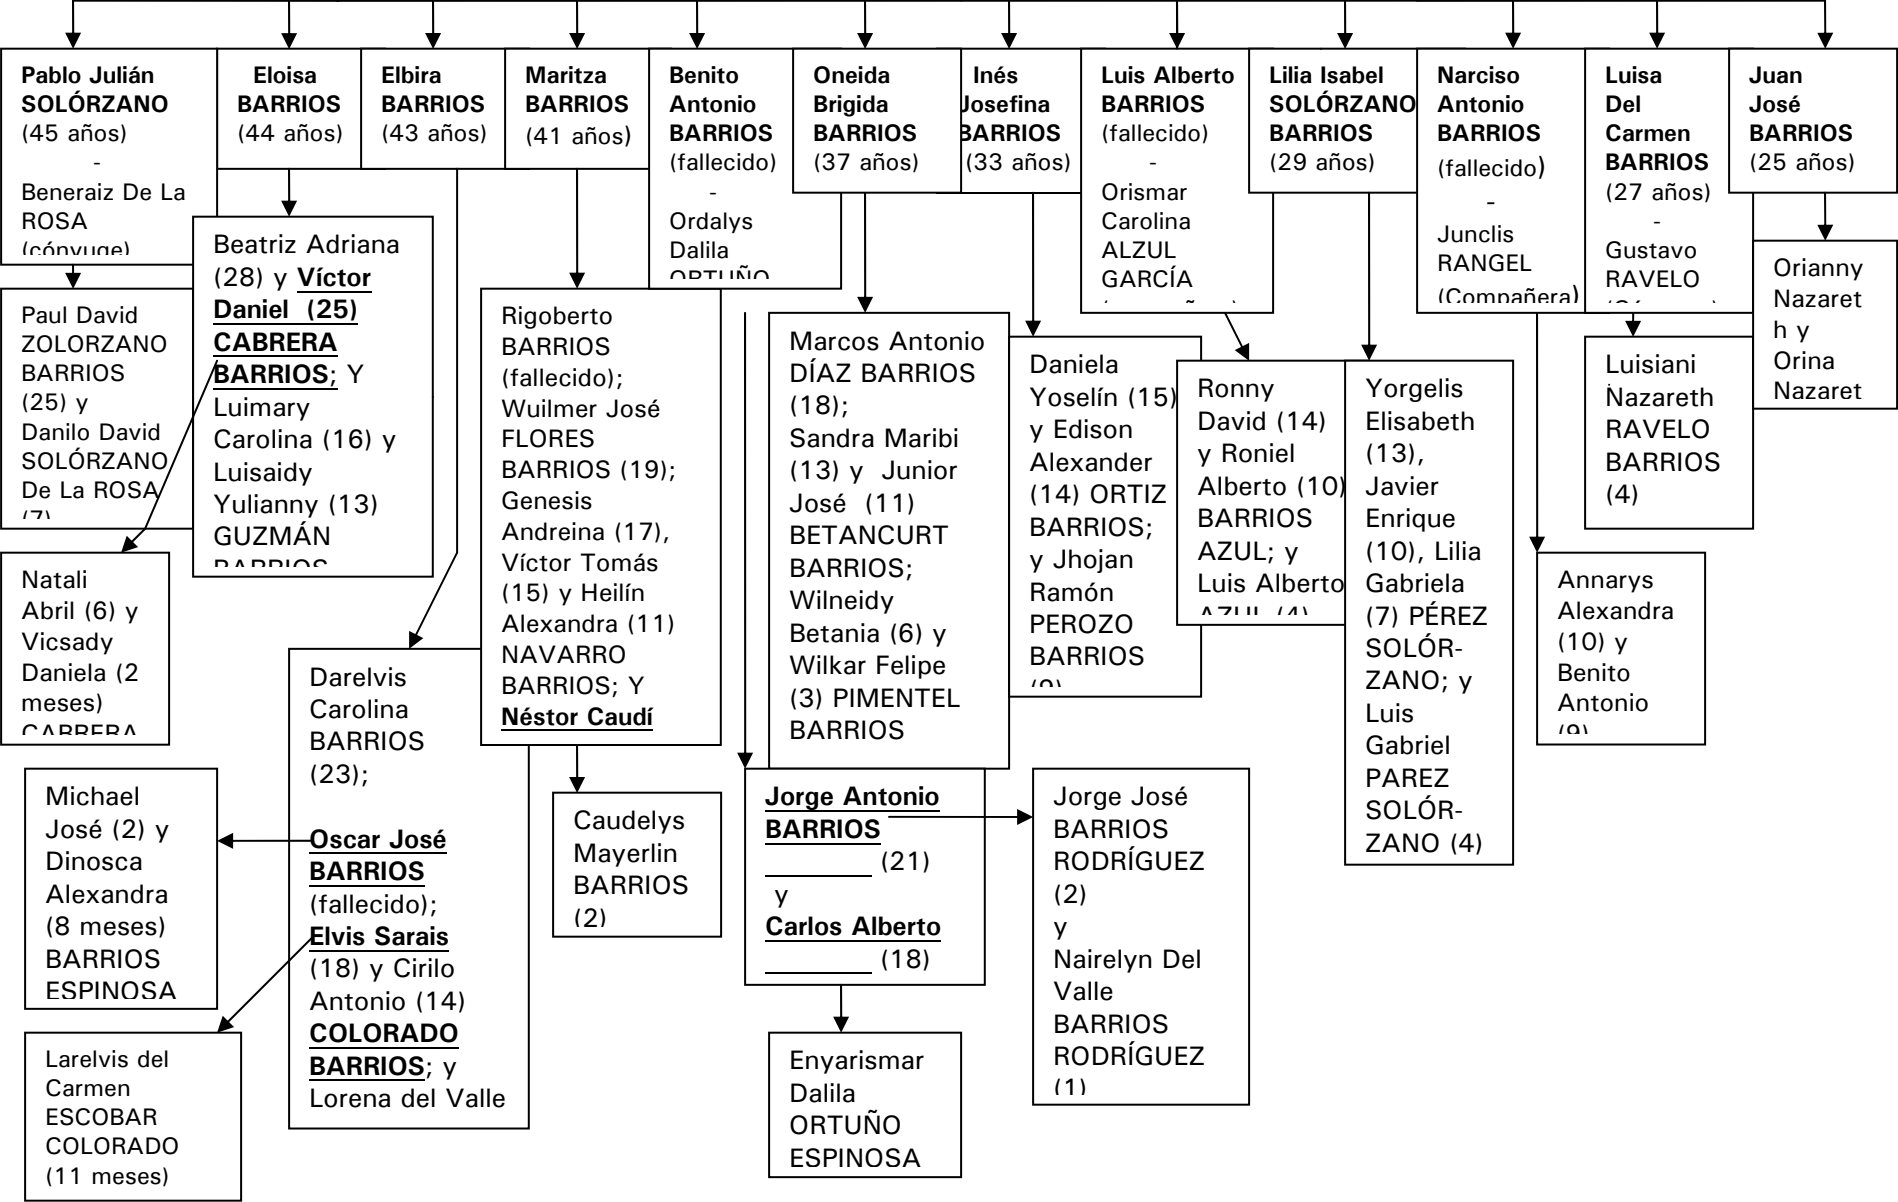 Pablo Julián
SOLÓRZANO
(45 años)
-
Beneraiz De La
ROSA
(cónyuge)
Eloisa
BARRIOS
(44 años)
Elbira
BARRIOS
(43 años)
Maritza
BARRIOS
(41 años)
Benito
Antonio
BARRIOS
(fallecido)
-
Ordalys
Dalila
ORTUÑO
Oneida
Brigida
BARRIOS
(37 años)
Inés
Josefina
BARRIOS
(33 años)
Luis Alberto
BARRIOS
(fallecido)
-
Orismar
Carolina
ALZUL
GARCÍA
Lilia Isabel
SOLÓRZANO
BARRIOS
(29 años)
Narciso
Antonio
BARRIOS
(fallecido)
-
Junclis
RANGEL
(Compañera)
Luisa
Del
Carmen
BARRIOS
(27 años)
-
Gustavo
RAVELO
Juan
José
BARRIOS
(25 años)
Paul David
ZOLORZANO
BARRIOS
(25) y
Danilo David
SOLÓRZANO
De La ROSA
(7)
Beatriz Adriana
(28) y Víctor
Daniel (25)
CABRERA
BARRIOS; Y
Luimary
Carolina (16) y
Luisaidy
Yulianny (13)
GUZMÁN
BARRIOS
Rigoberto
BARRIOS
(fallecido);
Wuilmer José
FLORES
BARRIOS (19);
Genesis
Andreina (17),
Víctor Tomás
(15) y Heilín
Alexandra (11)
NAVARRO
BARRIOS; Y
Néstor Caudí
Marcos Antonio
DÍAZ BARRIOS
(18);
Sandra Maribi
(13) y Junior
José (11)
BETANCURT
BARRIOS;
Wilneidy
Betania (6) y
Wilkar Felipe
(3) PIMENTEL
BARRIOS
Daniela
Yoselín (15)
y Edison
Alexander
(14) ORTIZ
BARRIOS;
y Jhojan
Ramón
PEROZO
BARRIOS
(9)
Ronny
David (14)
y Roniel
Alberto (10)
BARRIOS
AZUL; y
Luis Alberto
AZUL (4)
Yorgelis
Elisabeth
(13),
Javier
Enrique
(10), Lilia
Gabriela
(7) PÉREZ
SOLÓR-
ZANO; y
Luis
Gabriel
PAREZ
SOLÓR-
ZANO (4)
Annarys
Alexandra
(10) y
Benito
Antonio
(9)
Luisiani
Nazareth
RAVELO
BARRIOS
(4)
Orianny
Nazaret
h y
Orina
Nazaret
Natali
Abril (6) y
Vicsady
Daniela (2
meses)
CABRERA
Darelvis
Carolina
BARRIOS
(23);
Oscar José
BARRIOS
(fallecido);
Elvis Sarais
(18) y Cirilo
Antonio (14)
COLORADO
BARRIOS; y
Lorena del Valle
Michael
José (2) y
Dinosca
Alexandra
(8 meses)
BARRIOS
ESPINOSA
Larelvis del
Carmen
ESCOBAR
COLORADO
(11 meses)
Caudelys
Mayerlin
BARRIOS
(2)
Jorge Antonio
BARRIOS
________ (21)
y
Carlos Alberto
________ (18)
Jorge José
BARRIOS
RODRÍGUEZ
(2)
y
Nairelyn Del
Valle
BARRIOS
RODRÍGUEZ
(1)
Enyarismar
Dalila
ORTUÑO
ESPINOSA